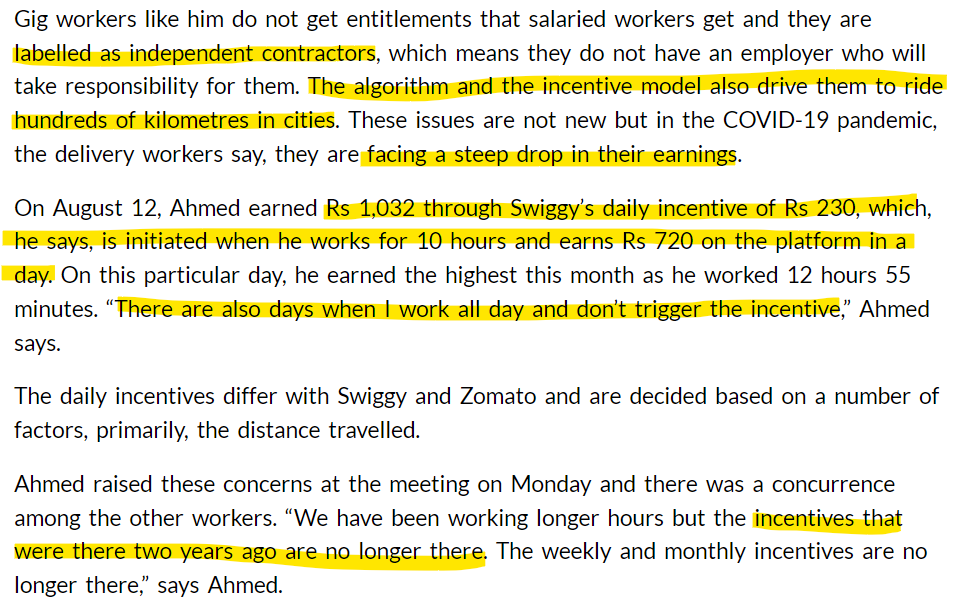 Gig workers like him do not get entitlements that salaried workers get and they are
labelled as independent contractors, which means they do not have an employer who will
take responsibility for them. The algorithm and the incentive model also drive them to ride
hundreds of kilometres in cities. These issues are not new but in the COVID-19 pandemic,
the delivery workers say, they are facing a steep drop in their earnings.
On August 12, Ahmed earned Rs 1,032 through Swiggy’s daily incentive of Rs 230, which,
he says, is initiated when he works for 10 hours and earns Rs 720 on the platform in a
day. On this particular day, he earned the highest this month as he worked 12 hours 55
minutes. “There are also days when I work all day and don’t trigger the incentive,” Ahmed
says.
The daily incentives differ with Swiggy and Zomato and are decided based on a number of
factors, primarily, the distance travelled.
Ahmed raised these concerns at the meeting on Monday and there was a concurrence
among the other workers. “We have been working longer hours but the incentives that
were there two years ago are no longer there. The weekly and monthly incentives are no
longer there,” says Ahmed.